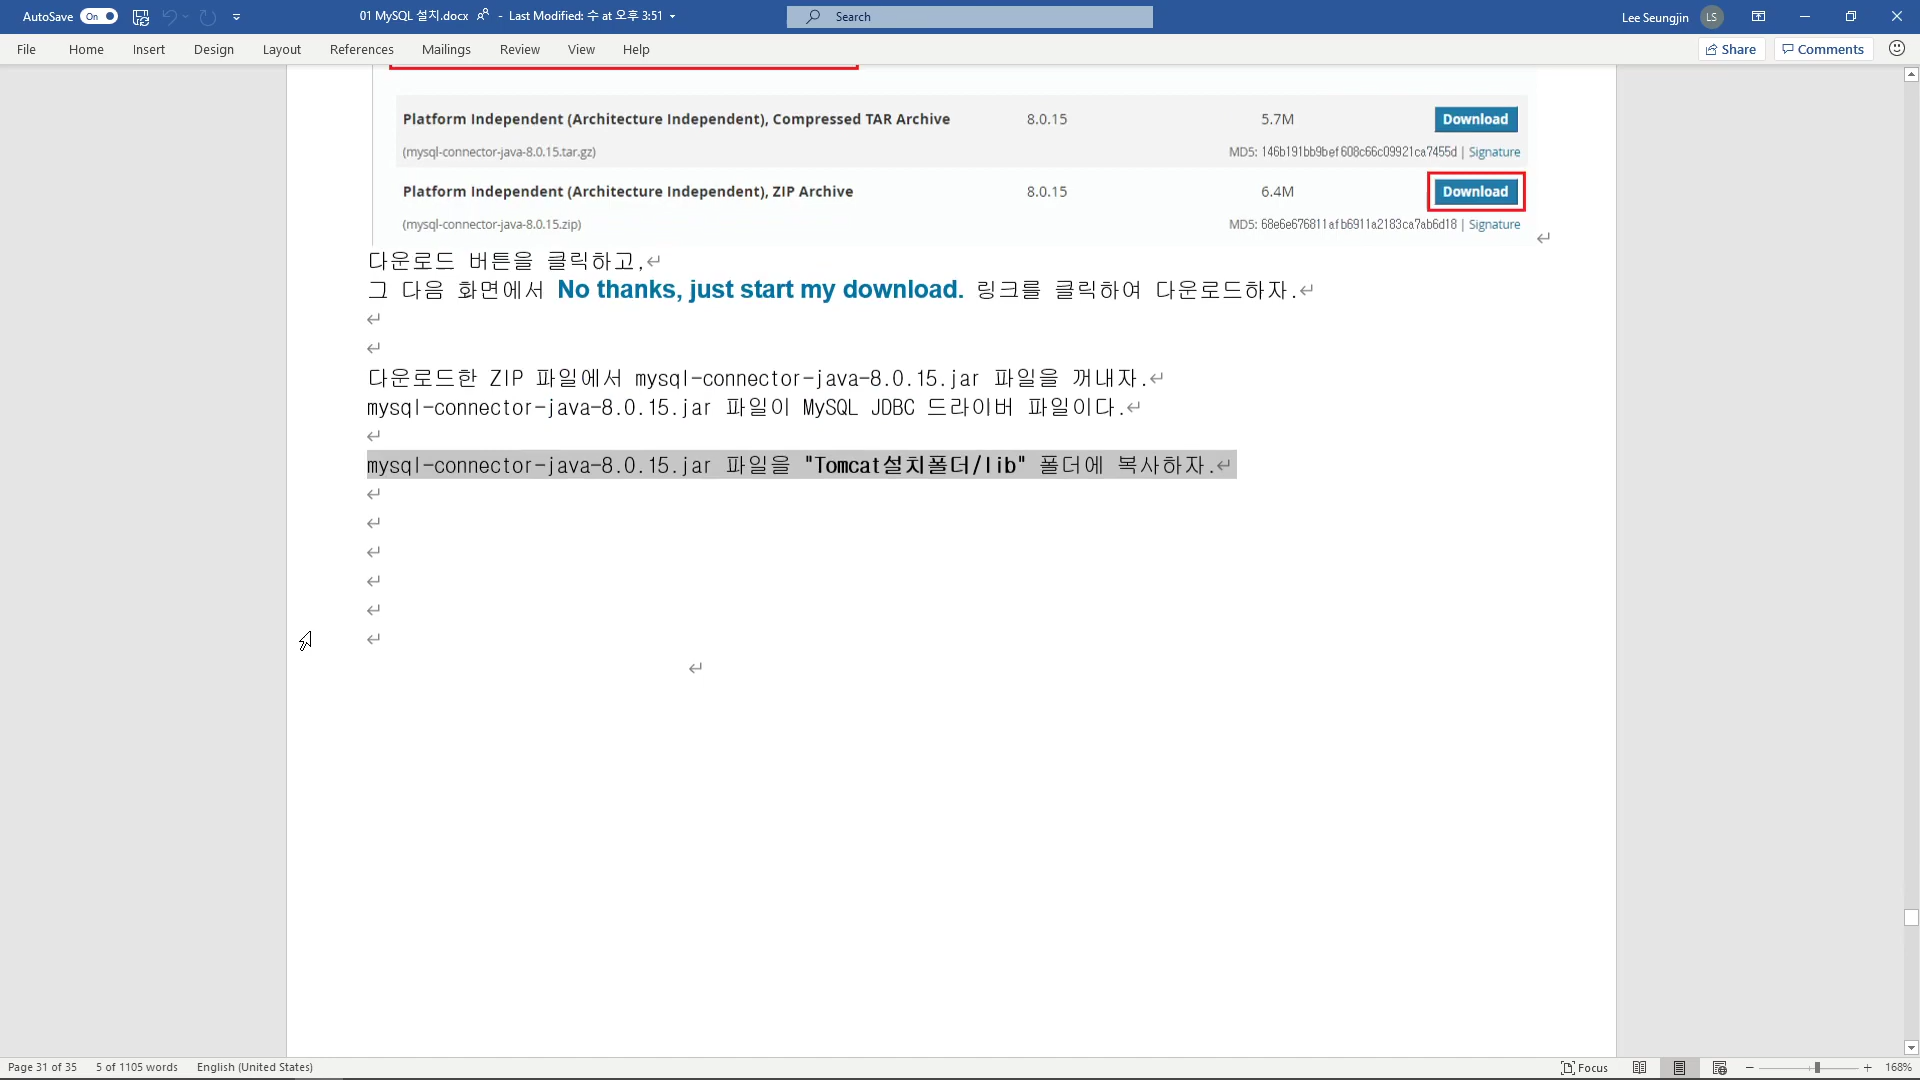 AutoSave On 01 MySQL 설치.docx - Last Modified: 수 at 오후 3:51 Search Lee Seungjin LS
File Home Insert Design Layout References Mailings Review View Help Share Comments
Platform Independent (Architecture Independent), Compressed TAR Archive 8.0.15 5.7M Download
(mysql-connector-java-8.0.15.tar.gz) MD5: 146b191bb9bef608c66c09921ca7455d | Signature
Platform Independent (Architecture Independent), ZIP Archive 8.0.15 6.4M Download
(mysql-connector-java-8.0.15.zip) MD5: 68e6e676811afb6911a2183ca7ab6d18 | Signature
다운로드 버튼을 클릭하고,
그 다음 화면에서 No thanks, just start my download. 링크를 클릭하여 다운로드하자.
다운로드한 ZIP 파일에서 mysql-connector-java-8.0.15.jar 파일을 꺼내자.
mysql-connector-java-8.0.15.jar 파일이 MySQL JDBC 드라이버 파일이다.
mysql-connector-java-8.0.15.jar 파일을 "Tomcat설치폴더/lib" 폴더에 복사하자.
Page 31 of 35 5 of 1105 words English (United States) Focus 168%